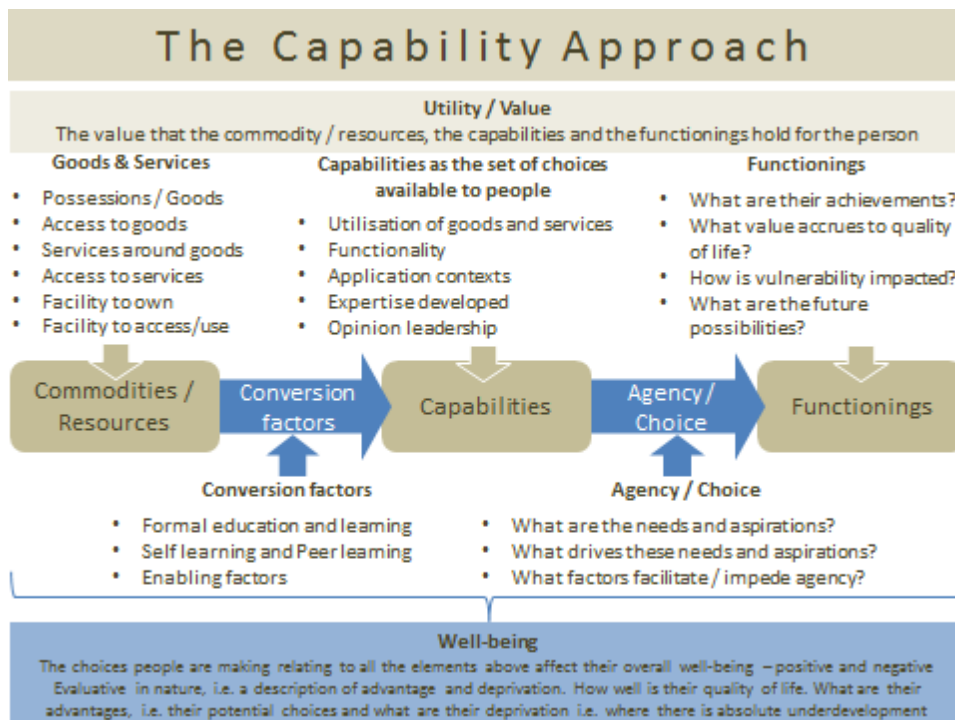 The Capability Approach
Utility / Value
The value that the commodity / resources, the capabilities and the functionings hold for the person
Goods & Services
• Possessions / Goods
• Access to goods
• Services around goods
• Access to services
• Facility to own
• Facility to access/use
Capabilities as the set of choices
available to people
• Utilisation of goods and services
• Functionality
• Application contexts
• Expertise developed
• Opinion leadership
Functionings
• What are their achievements?
• What value accrues to quality
of life?
• How is vulnerability impacted?
• What are the future
possibilities?
Commodities /
Resources
Conversion
factors
Capabilities
Agency /
Choice
Functionings
Conversion factors
• Formal education and learning
• Self learning and Peer learning
• Enabling factors
Agency / Choice
• What are the needs and aspirations?
• What drives these needs and aspirations?
• What factors facilitate / impede agency?
Well-being
The choices people are making relating to all the elements above affect their overall well-being – positive and negative
Evaluative in nature, i.e. a description of advantage and deprivation. How well is their quality of life. What are their
advantages, i.e. their potential choices and what are their deprivation i.e. where there is absolute underdevelopment